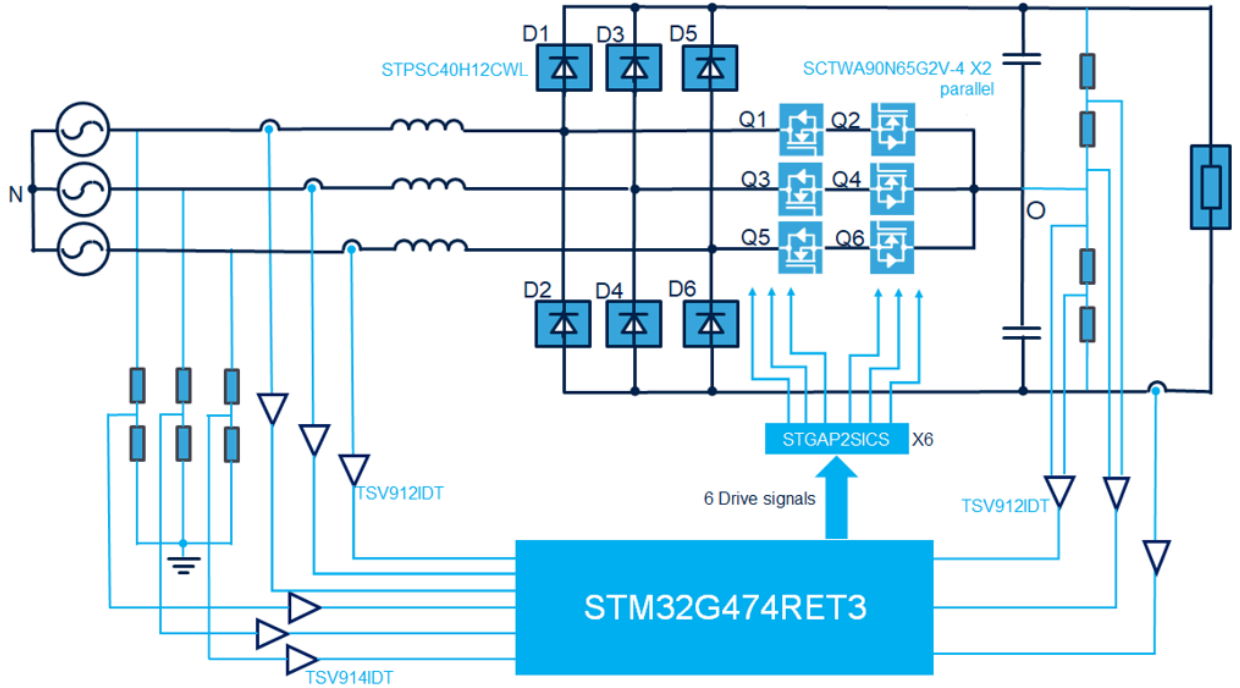 D1
D3
D5
STPSC40H12CWL
SCTWA90N65G2V-4 X2
parallel
Q1
Q2
N
Q3
Q4
O
Q5
Q6
D2
D4
D6
STGAP2SICS
X6
TSV912IDT
6 Drive signals
TSV912IDT
STM32G474RET3
TSV914IDT